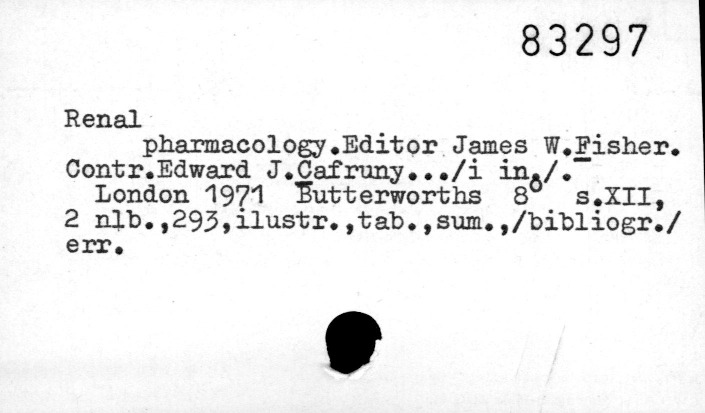 83297
Renal
pharmacology.Editor James W.Fisher.
Contr.Edward J.Cafruny.../i in./.
London 1971 Butterworths 8° s.XII,
2 nlb.,293,ilustr.,tab.,sum.,/bibliogr./
err.